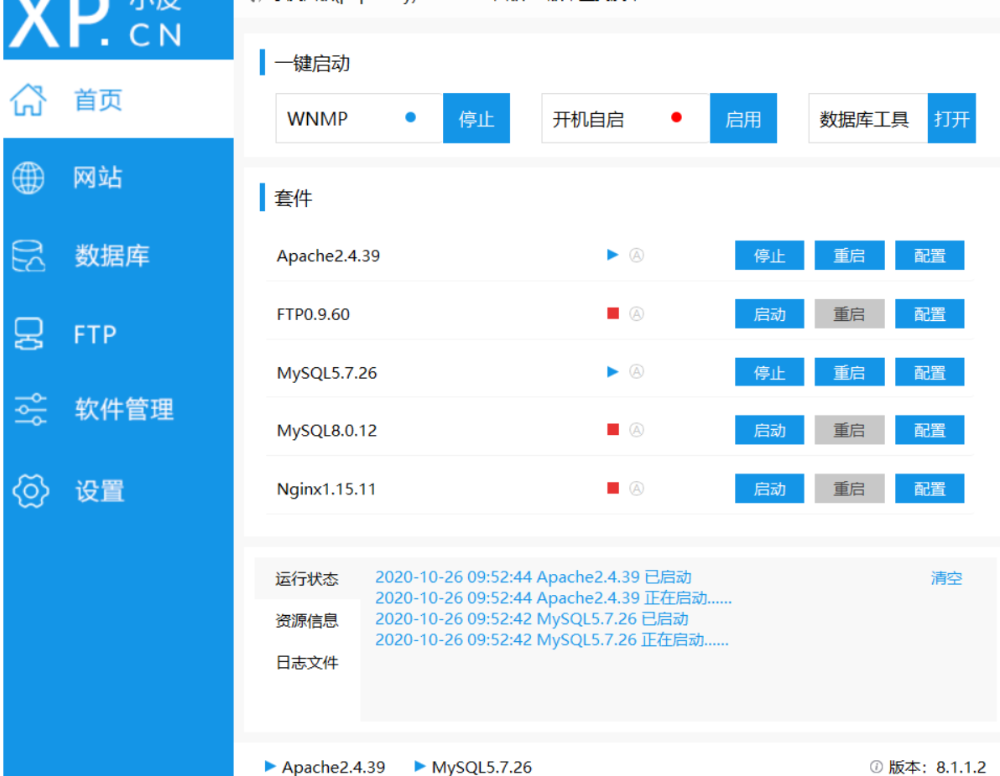 XP.
小皮
CN
首页
网站
数据库
FTP
软件管理
设置
一键启动
WNMP 停止 开机自启 启用 数据库工具 打开
套件
Apache2.4.39 Ⓐ 停止 重启 配置
FTP0.9.60 Ⓐ 启动 重启 配置
MySQL5.7.26 Ⓐ 停止 重启 配置
MySQL8.0.12 Ⓐ 启动 重启 配置
Nginx1.15.11 Ⓐ 启动 重启 配置
运行状态
资源信息
日志文件
2020-10-26 09:52:44 Apache2.4.39 已启动
2020-10-26 09:52:44 Apache2.4.39 正在启动......
2020-10-26 09:52:42 MySQL5.7.26 已启动
2020-10-26 09:52:42 MySQL5.7.26 正在启动......
清空
Apache2.4.39 MySQL5.7.26 版本：8.1.1.2